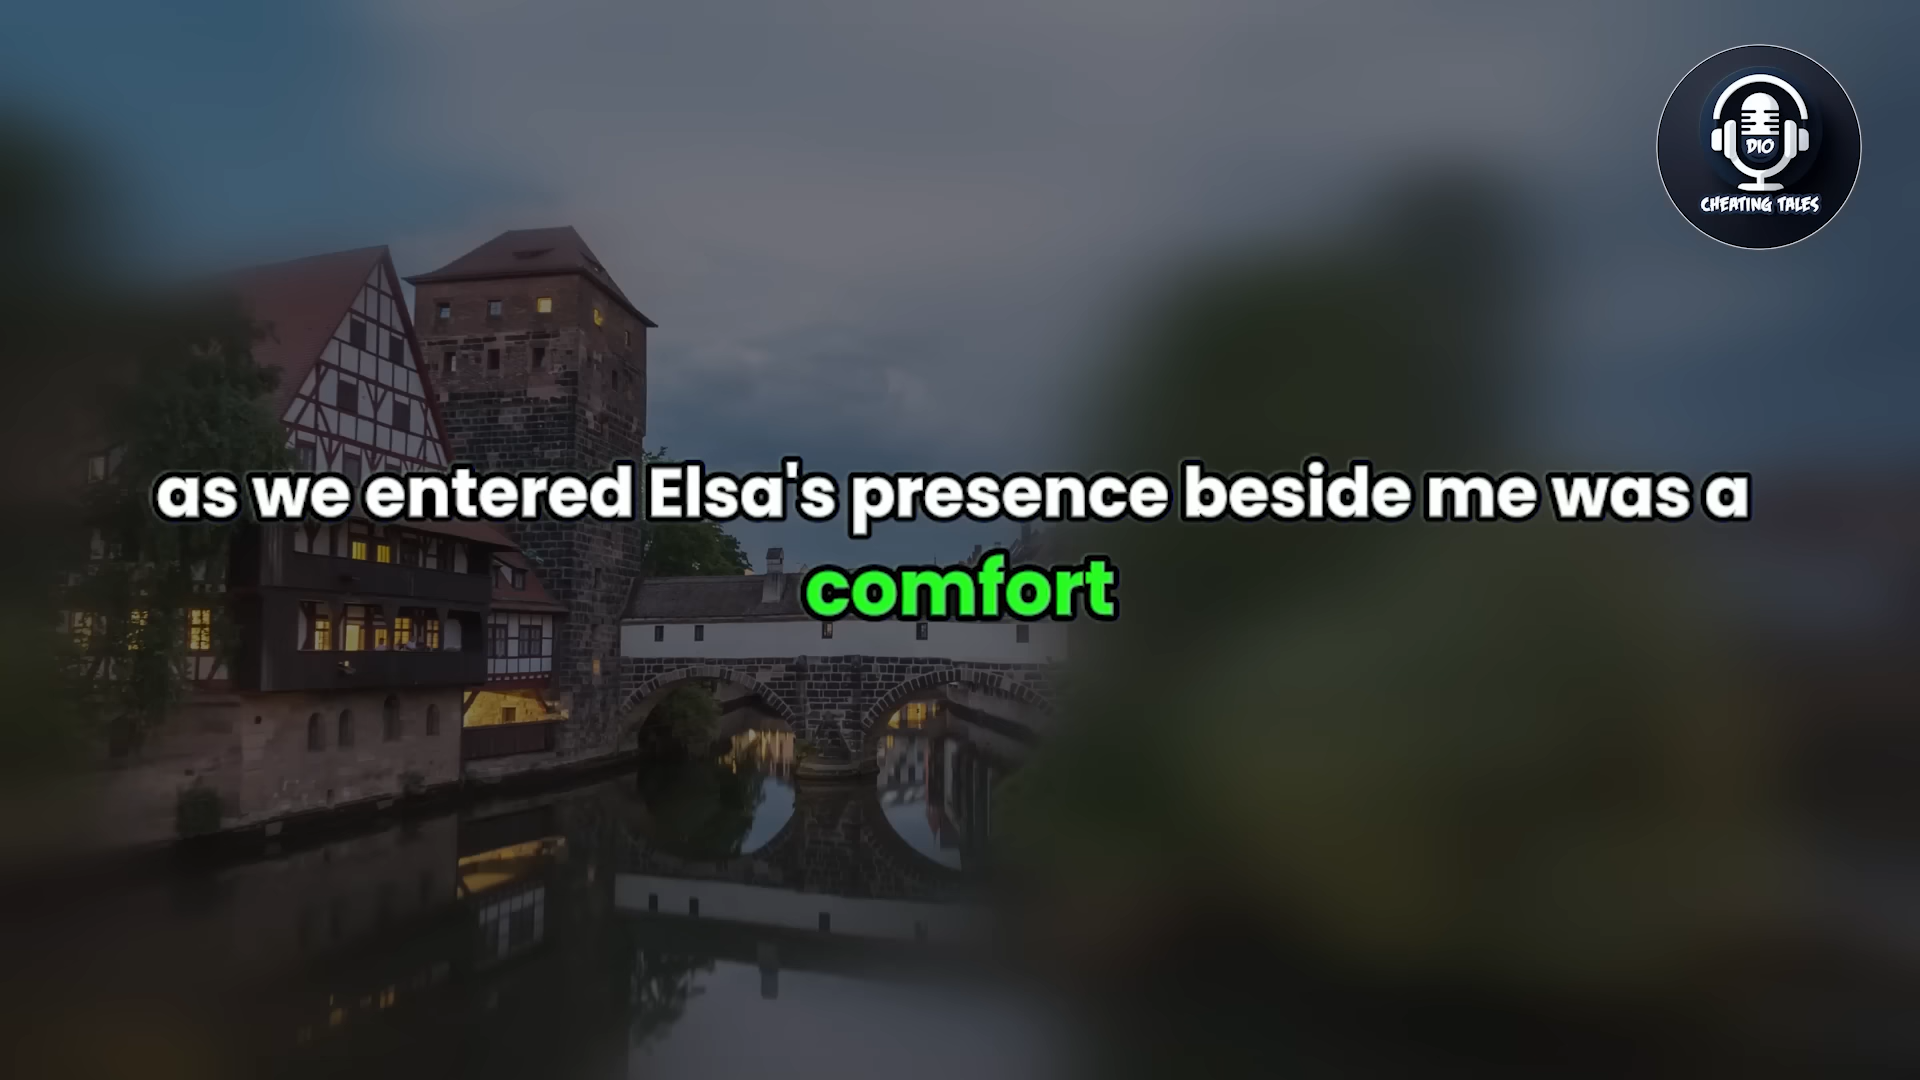 DIO
CHEATING TALES
as we entered Elsa's presence beside me was a
comfort